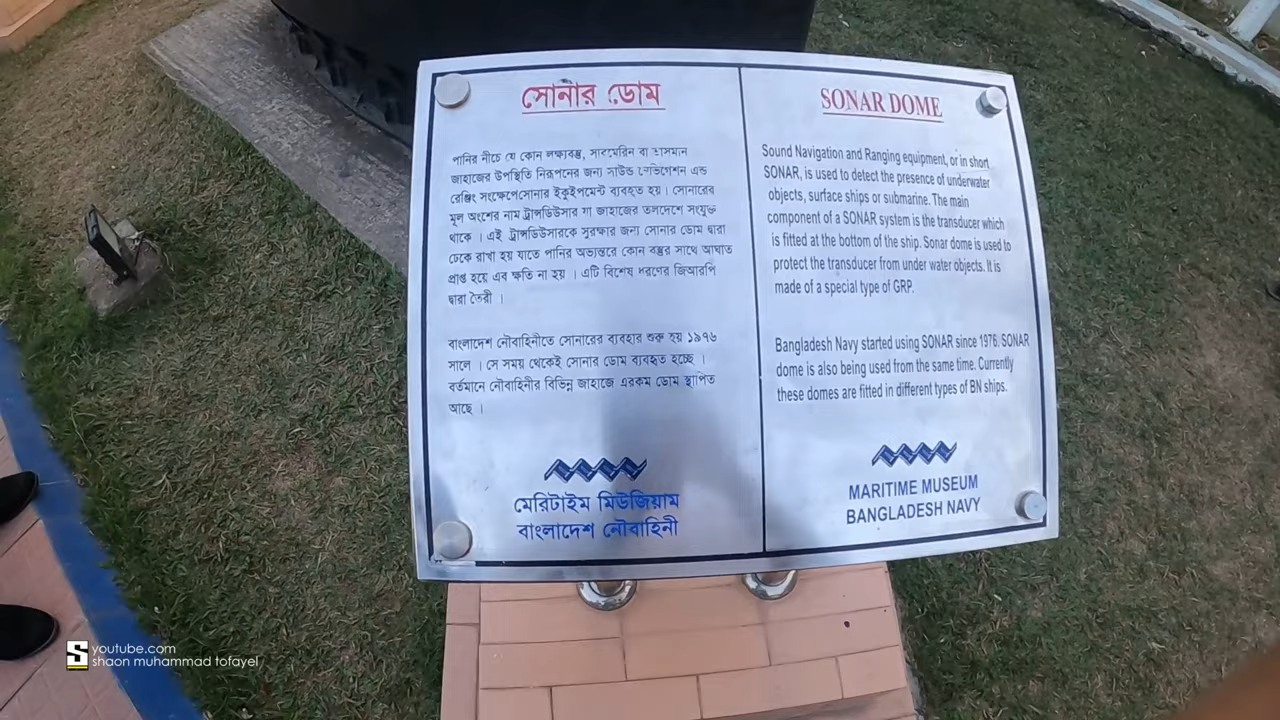 সোনার ডোম
পানির নীচে যে কোন লক্ষ্যবস্তু, সাবমেরিন বা ভাসমান
জাহাজের উপস্থিতি নিরূপনের জন্য সাউন্ড নেভিগেশন এন্ড
রেঞ্জিং সংক্ষেপেসোনার ইকুইপমেন্ট ব্যবহৃত হয়। সোনারের
মূল অংশের নাম ট্রান্সডিউসার যা জাহাজের তলদেশে সংযুক্ত
থাকে । এই ট্রান্সডিউসারকে সুরক্ষার জন্য সোনার ডোম দ্বারা
ঢেকে রাখা হয় যাতে পানির অভ্যন্তরে কোন বস্তুর সাথে আঘাত
প্রাপ্ত হয়ে এব ক্ষতি না হয় । এটি বিশেষ ধরণের জিআরপি
দ্বারা তৈরী ।
বাংলাদেশ নৌবাহিনীতে সোনারের ব্যবহার শুরু হয় ১৯৭৬
সালে । সে সময় থেকেই সোনার ডোম ব্যবহৃত হচ্ছে ।
বর্তমানে নৌবাহিনীর বিভিন্ন জাহাজে এরকম ডোম স্থাপিত
আছে ।
মেরিটাইম মিউজিয়াম
বাংলাদেশ নৌবাহিনী
SONAR DOME
Sound Navigation and Ranging equipment, or in short
SONAR, is used to detect the presence of underwater
objects, surface ships or submarine. The main
component of a SONAR system is the transducer which
is fitted at the bottom of the ship. Sonar dome is used to
protect the transducer from under water objects. It is
made of a special type of GRP.
Bangladesh Navy started using SONAR since 1976. SONAR
dome is also being used from the same time. Currently
these domes are fitted in different types of BN ships.
MARITIME MUSEUM
BANGLADESH NAVY
S
youtube.com
shaon muhammad tofayel